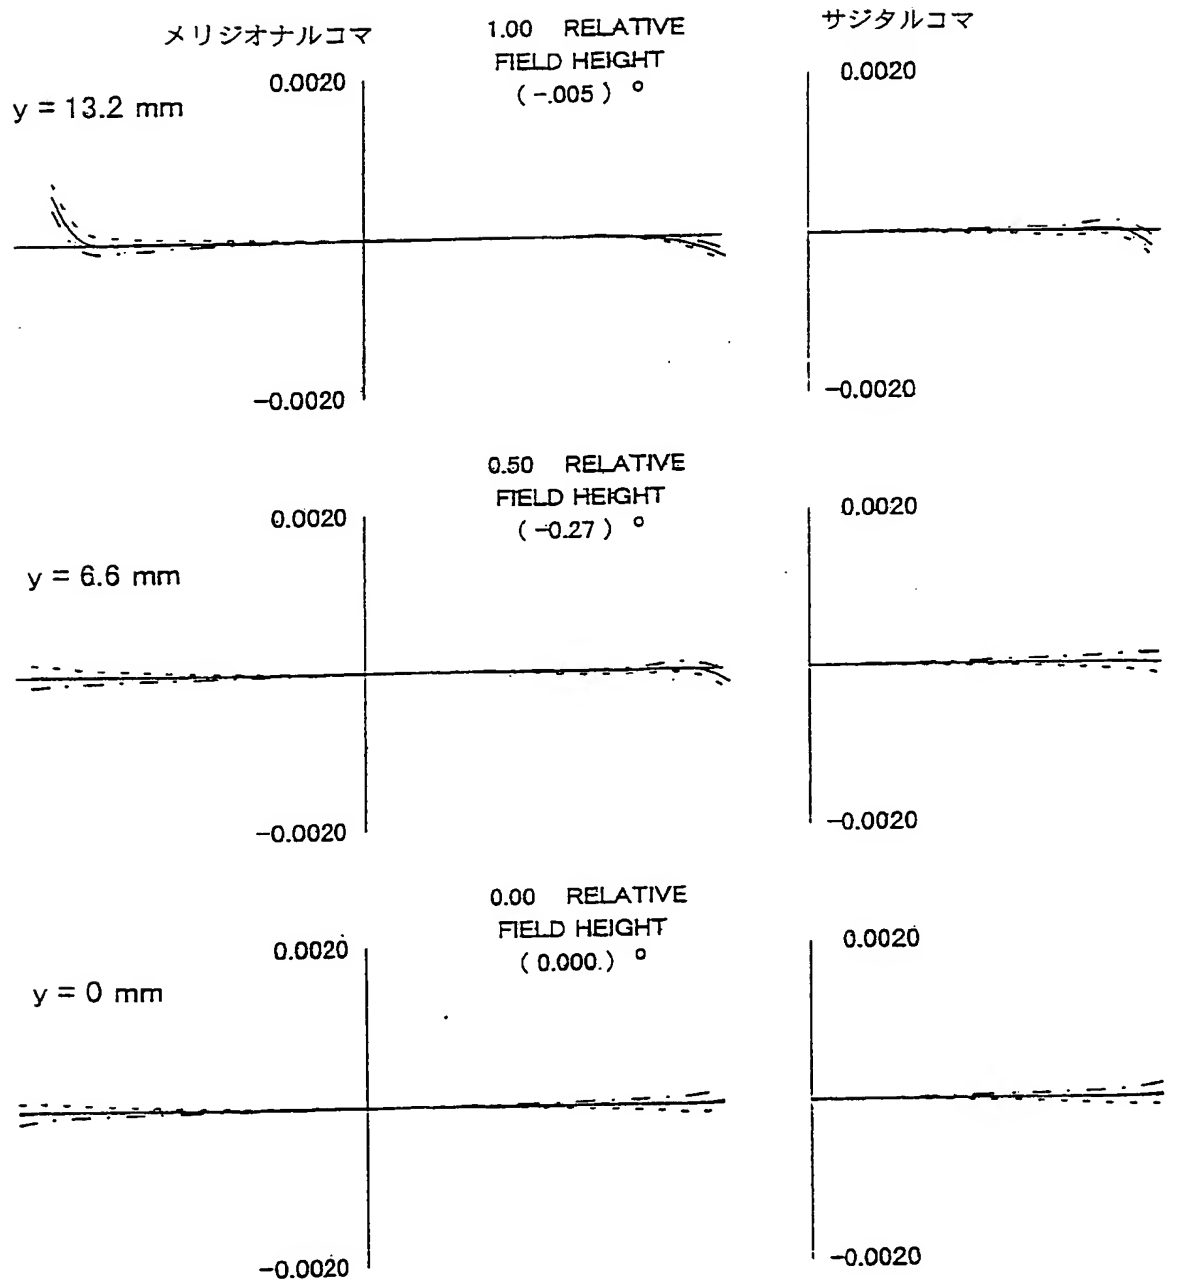 メリジオナルコマ
1.00 RELATIVE
FIELD HEIGHT
(-.005) °
サジタルコマ
y = 13.2 mm
0.0020
-0.0020
0.0020
-0.0020
0.50 RELATIVE
FIELD HEIGHT
(-0.27) °
y = 6.6 mm
0.0020
-0.0020
0.0020
-0.0020
0.00 RELATIVE
FIELD HEIGHT
(0.000.) °
y = 0 mm
0.0020
-0.0020
0.0020
-0.0020